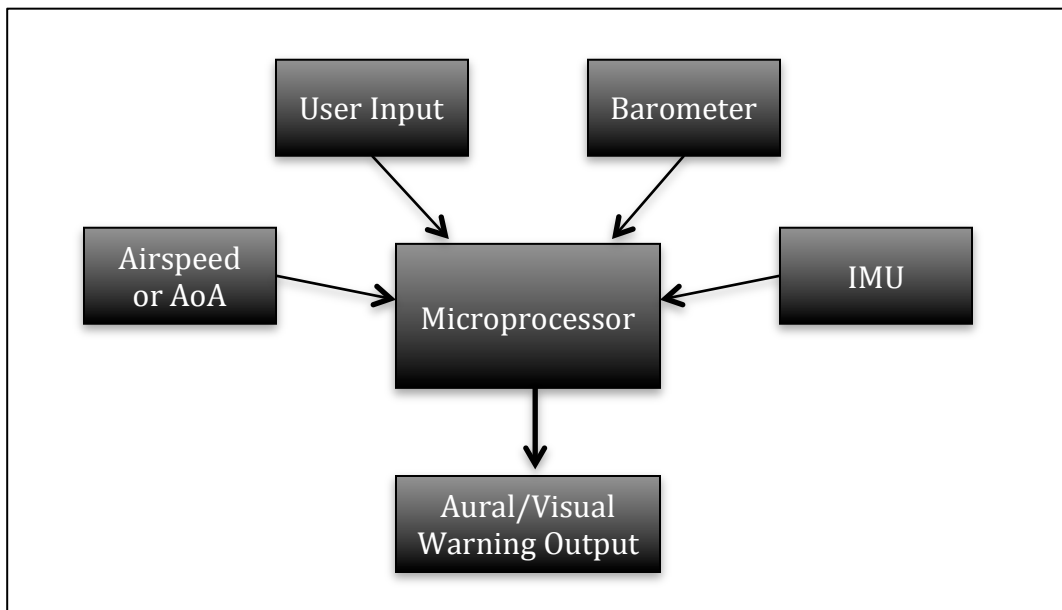 User Input
Barometer
Airspeed
or AoA
IMU
Microprocessor
Aural/Visual
Warning Output